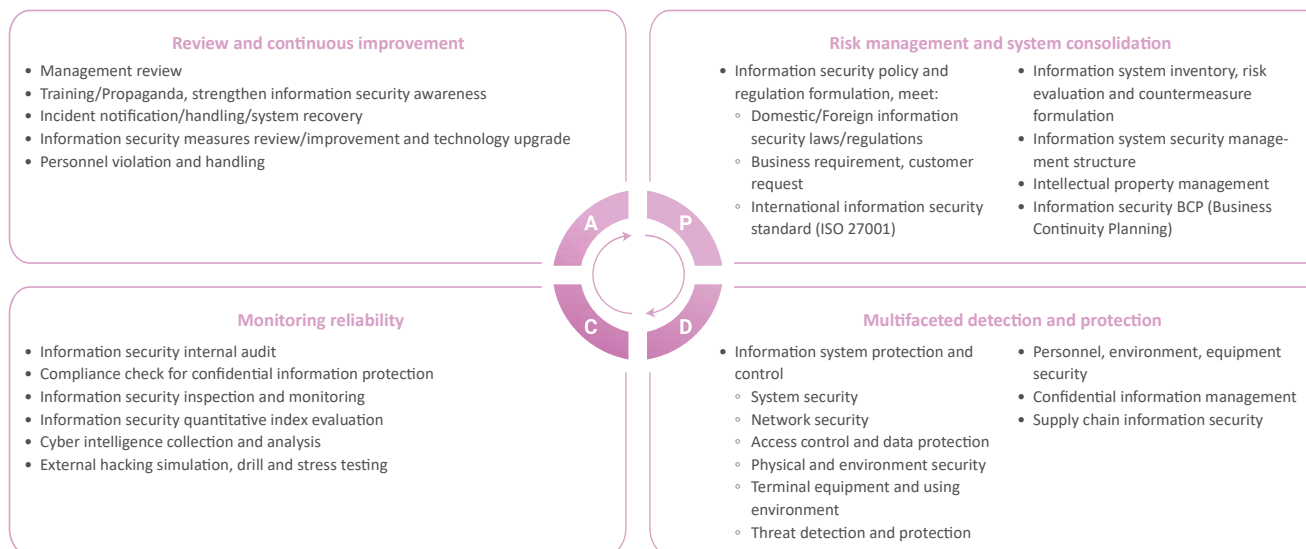 Review and continuous improvement
• Management review
• Training/Propaganda, strengthen information security awareness
• Incident notification/handling/system recovery
• Information security measures review/improvement and technology upgrade
• Personnel violation and handling
Risk management and system consolidation
• Information security policy and
regulation formulation, meet:
◦ Domestic/Foreign information
security laws/regulations
◦ Business requirement, customer
request
◦ International information security
standard (ISO 27001)
• Information system inventory, risk
evaluation and countermeasure
formulation
• Information system security manage-
ment structure
• Intellectual property management
• Information security BCP (Business
Continuity Planning)
A
P
C
D
Monitoring reliability
• Information security internal audit
• Compliance check for confidential information protection
• Information security inspection and monitoring
• Information security quantitative index evaluation
• Cyber intelligence collection and analysis
• External hacking simulation, drill and stress testing
Multifaceted detection and protection
• Information system protection and
control
◦ System security
◦ Network security
◦ Access control and data protection
◦ Physical and environment security
◦ Terminal equipment and using
environment
◦ Threat detection and protection
• Personnel, environment, equipment
security
• Confidential information management
• Supply chain information security